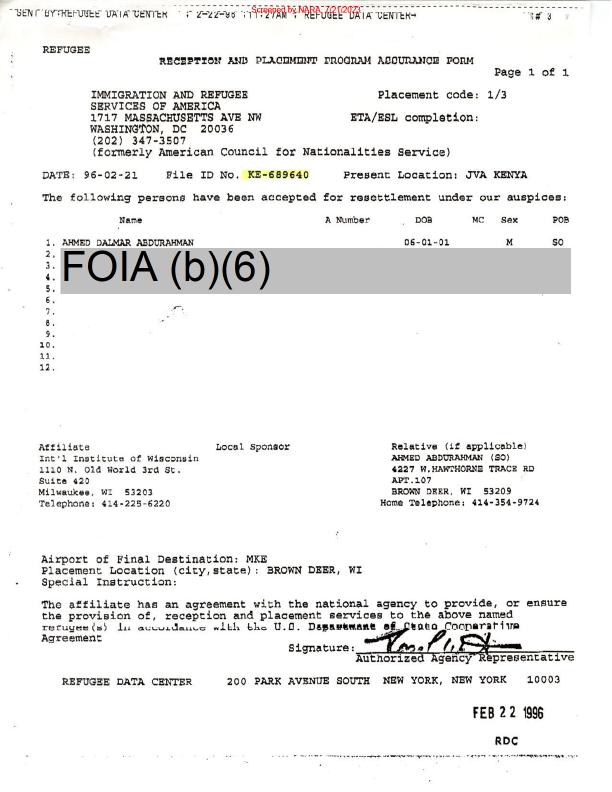 SENT BY:REFUGEE DATA CENTER ; 2-22-96 ;11:27AM ; REFUGEE DATA CENTER→ ;# 3
Screened by NARA, 7/21/2023
REFUGEE
RECEPTION AND PLACEMENT PROGRAM ASSURANCE FORM
Page 1 of 1
IMMIGRATION AND REFUGEE Placement code: 1/3
SERVICES OF AMERICA
1717 MASSACHUSETTS AVE NW ETA/ESL completion:
WASHINGTON, DC 20036
(202) 347-3507
(formerly American Council for Nationalities Service)
DATE: 96-02-21 File ID No. KE-689640 Present Location: JVA KENYA
The following persons have been accepted for resettlement under our auspices:
Name A Number DOB MC Sex POB
1. AHMED DALMAR ABDURAHMAN 06-01-01 M SO
2.
3. FOIA (b)(6)
4.
5.
6.
7.
8.
9.
10.
11.
12.
Affiliate Local Sponsor Relative (if applicable)
Int'l Institute of Wisconsin AHMED ABDURAHMAN (SO)
1110 N. Old World 3rd St. 4227 W.HAWTHORNE TRACE RD
Suite 420 APT.107
Milwaukee, WI 53203 BROWN DEER, WI 53209
Telephone: 414-225-6220 Home Telephone: 414-354-9724
Airport of Final Destination: MKE
Placement Location (city,state): BROWN DEER, WI
Special Instruction:
The affiliate has an agreement with the national agency to provide, or ensure
the provision of, reception and placement services to the above named
refugee(s) in accordance with the U.S. Department of State Cooperative
Agreement
Signature:
Authorized Agency Representative
REFUGEE DATA CENTER 200 PARK AVENUE SOUTH NEW YORK, NEW YORK 10003
FEB 22 1996
RDC